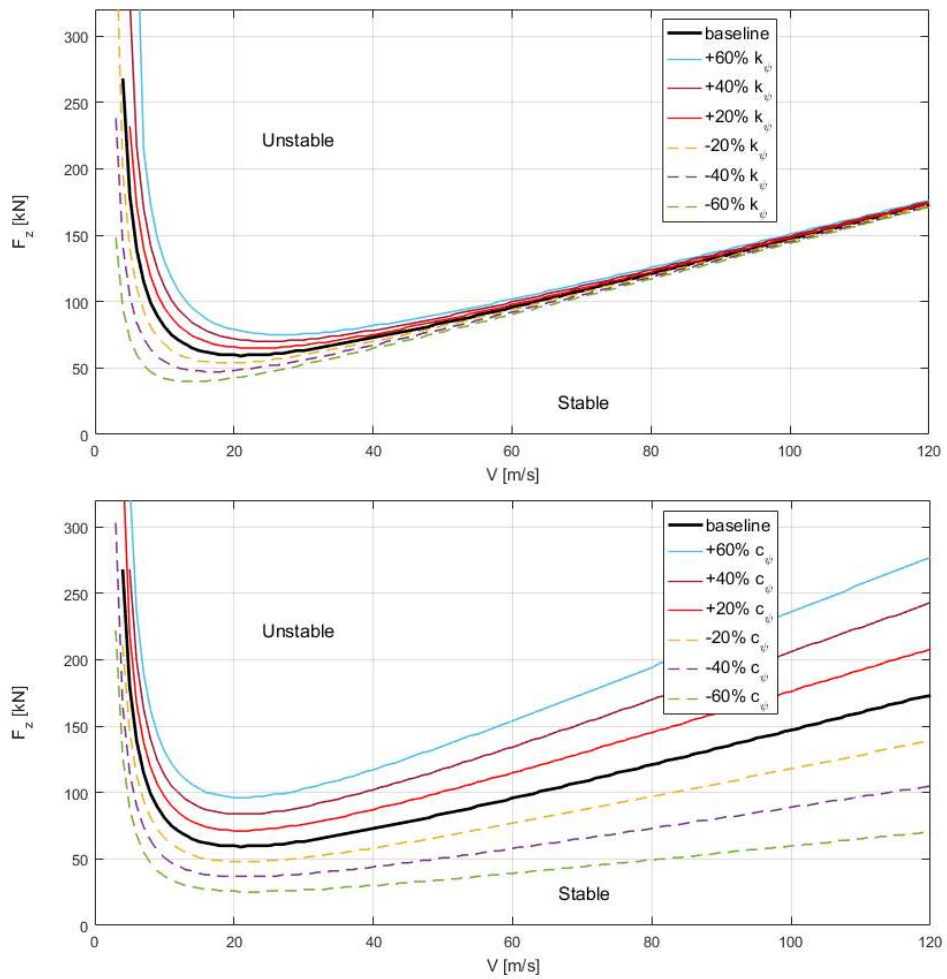 300
250
200
150
100
50
0
F_z [kN]
0 20 40 60 80 100 120
V [m/s]
Unstable
Stable
baseline
+60% k_ψ
+40% k_ψ
+20% k_ψ
-20% k_ψ
-40% k_ψ
-60% k_ψ
300
250
200
150
100
50
0
F_z [kN]
0 20 40 60 80 100 120
V [m/s]
Unstable
Stable
baseline
+60% c_ψ
+40% c_ψ
+20% c_ψ
-20% c_ψ
-40% c_ψ
-60% c_ψ